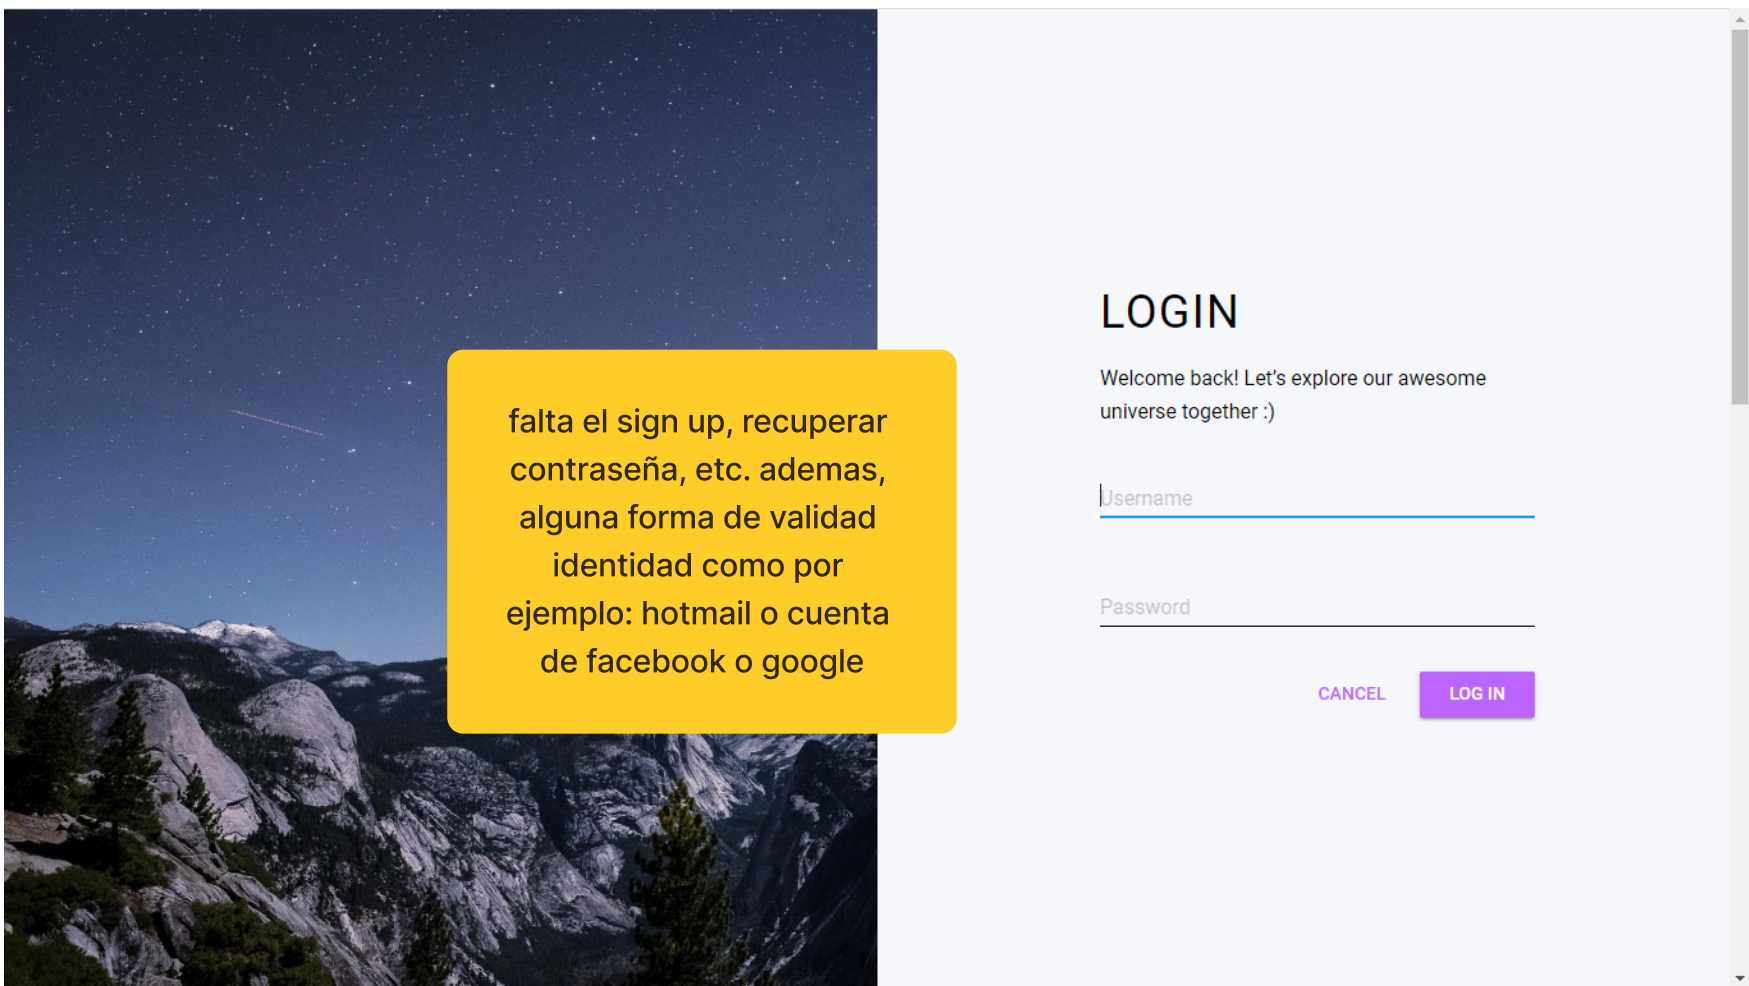 falta el sign up, recuperar
contraseña, etc. ademas,
alguna forma de validad
identidad como por
ejemplo: hotmail o cuenta
de facebook o google
LOGIN
Welcome back! Let's explore our awesome
universe together :)
Username
Password
CANCEL
LOG IN